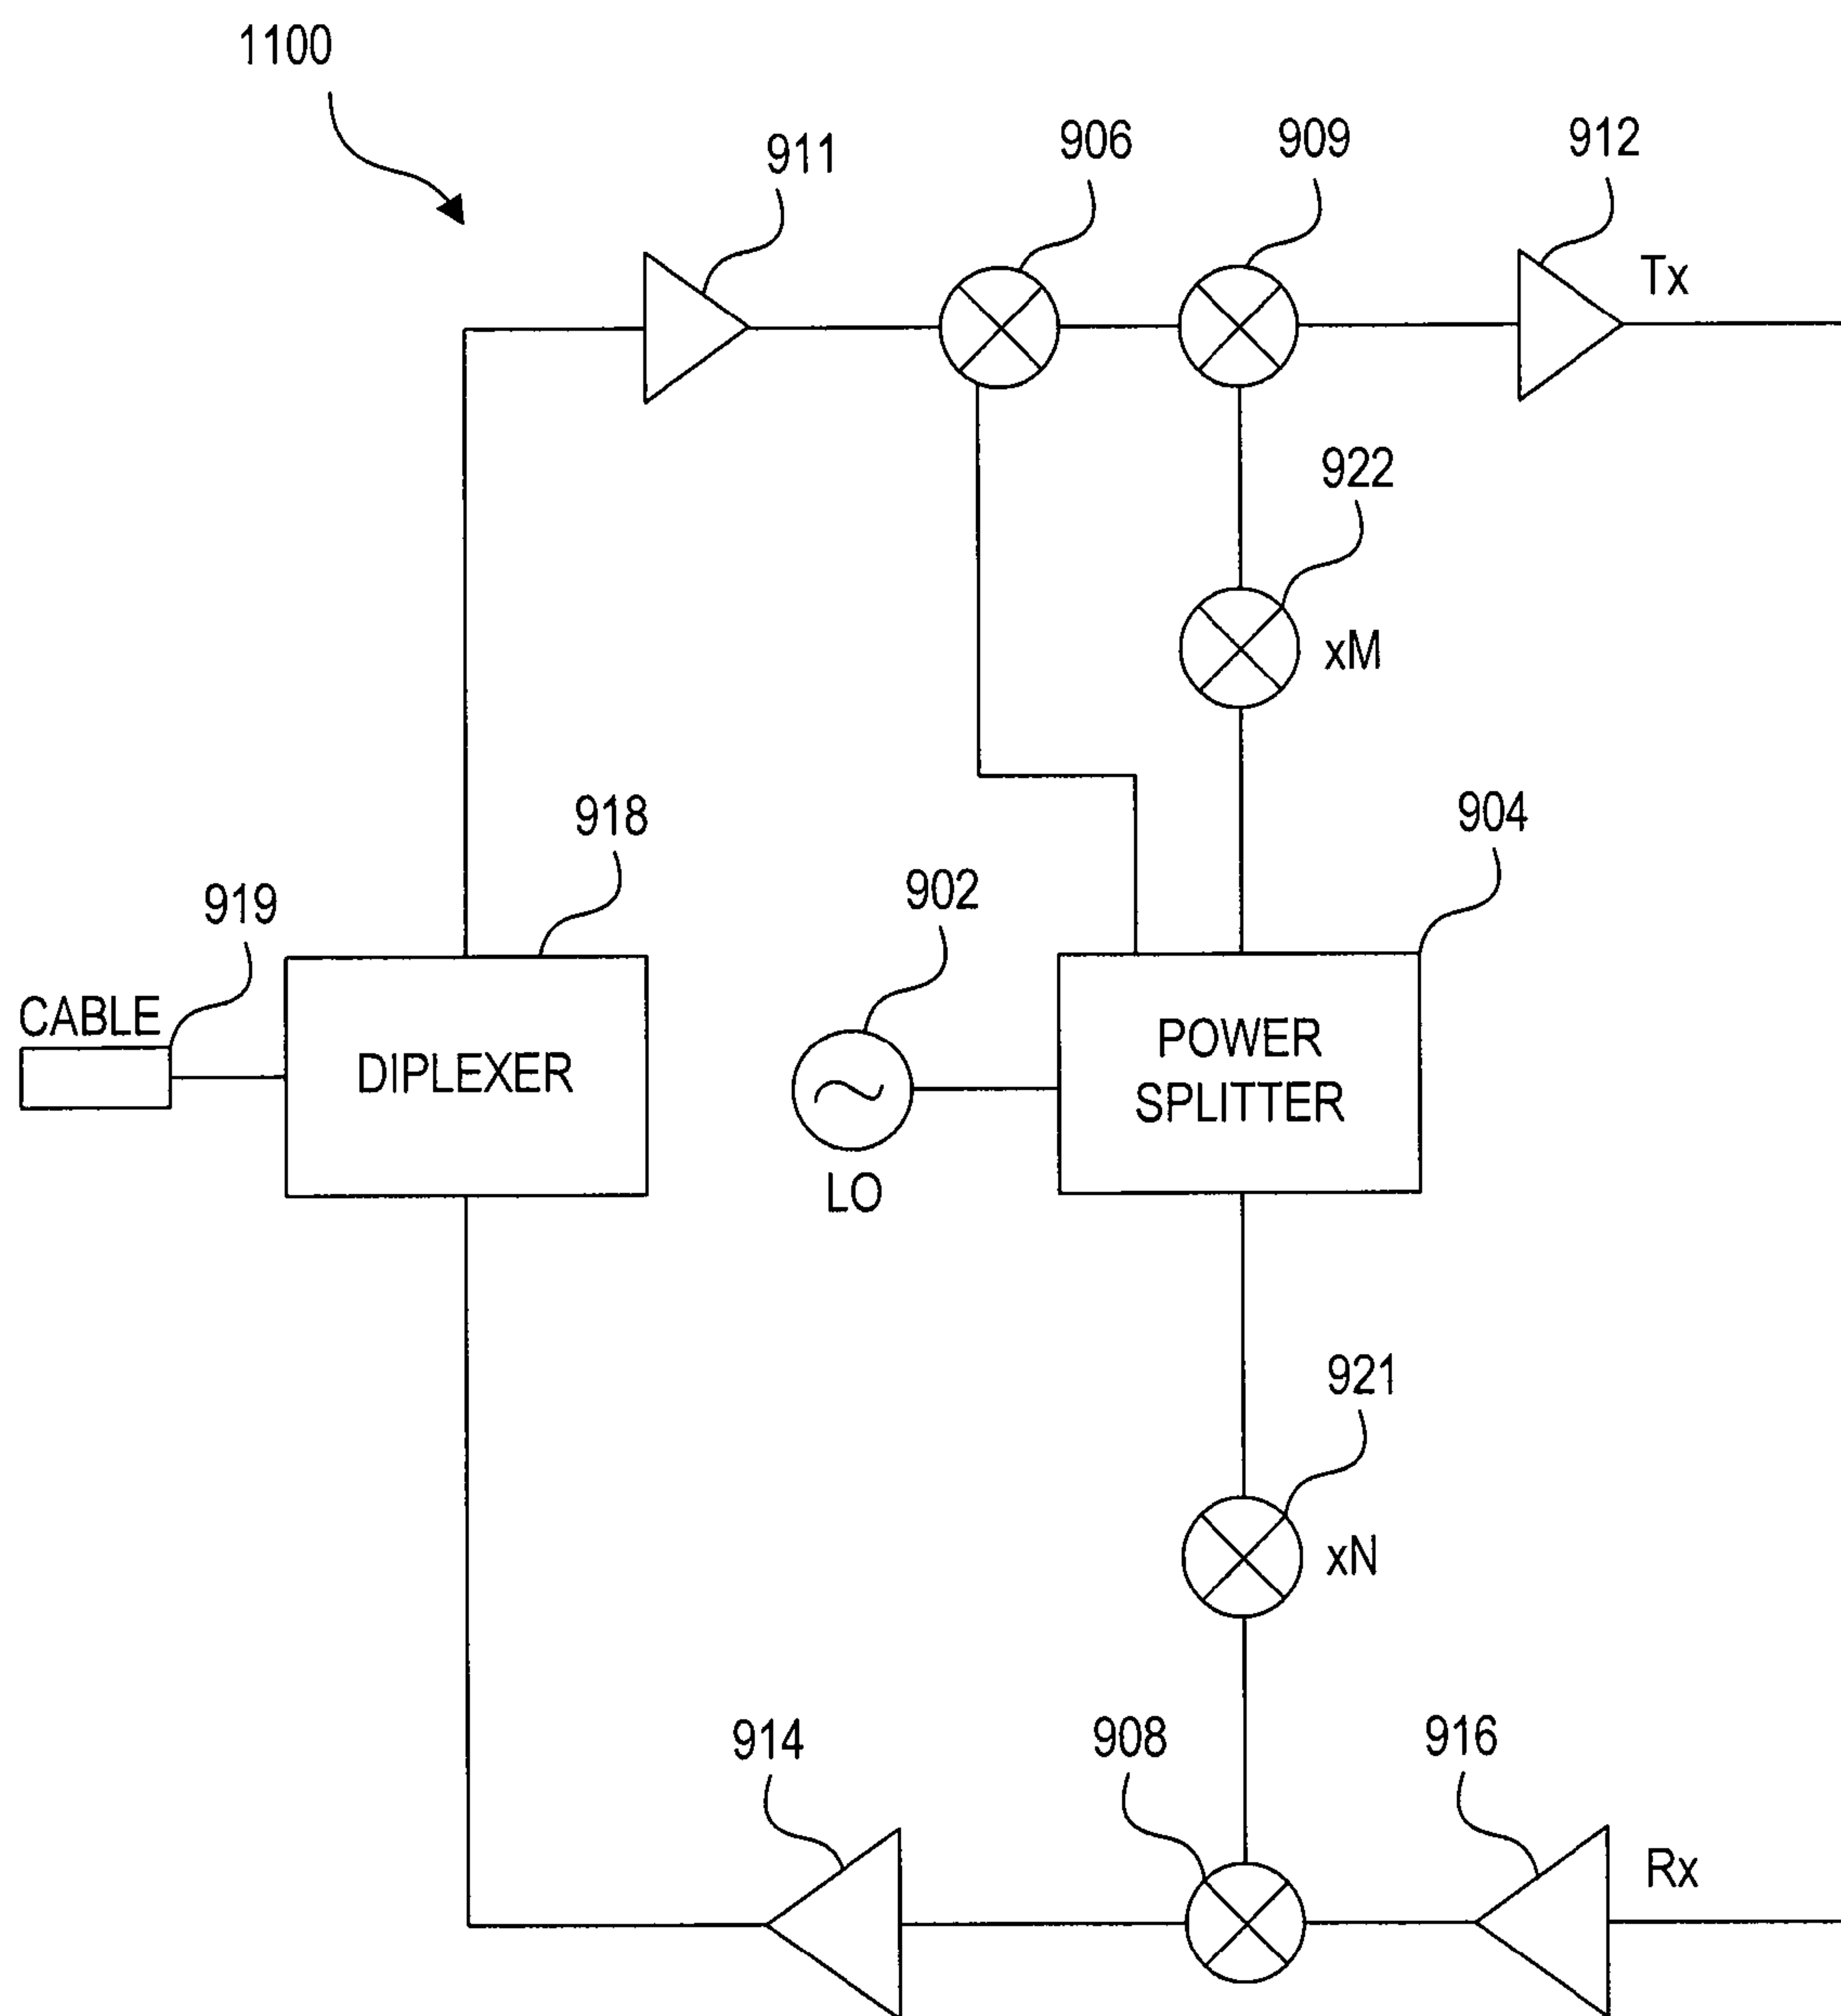 1100
911
906
909
912
Tx
922
xM
918
904
902
919
CABLE
DIPLEXER
POWER
SPLITTER
LO
921
xN
914
908
916
Rx